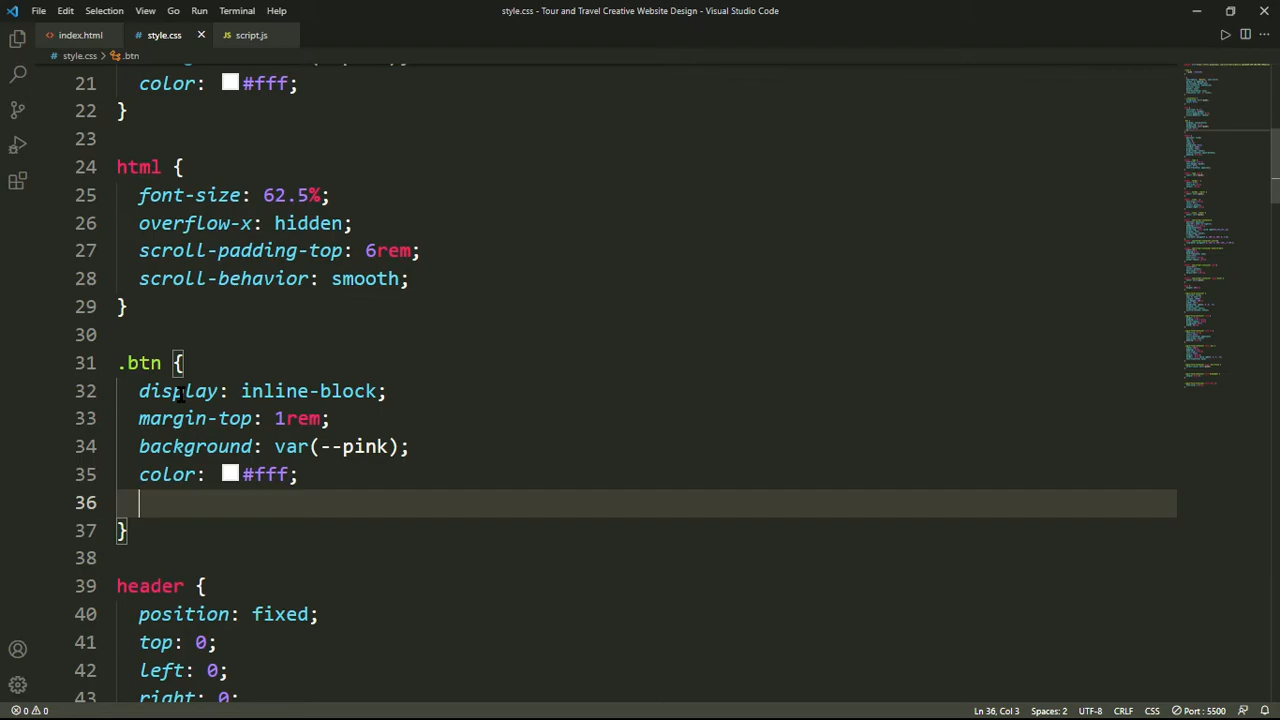 File Edit Selection View Go Run Terminal Help
style.css - Tour and Travel Creative Website Design - Visual Studio Code
index.html
style.css
script.js
style.css > .btn
21 color: #fff;
22 }
23
24 html {
25 font-size: 62.5%;
26 overflow-x: hidden;
27 scroll-padding-top: 6rem;
28 scroll-behavior: smooth;
29 }
30
31 .btn {
32 display: inline-block;
33 margin-top: 1rem;
34 background: var(--pink);
35 color: #fff;
36
37 }
38
39 header {
40 position: fixed;
41 top: 0;
42 left: 0;
43 right: 0;
0 0 Ln 36, Col 3 Spaces: 2 UTF-8 CRLF CSS Port : 5500